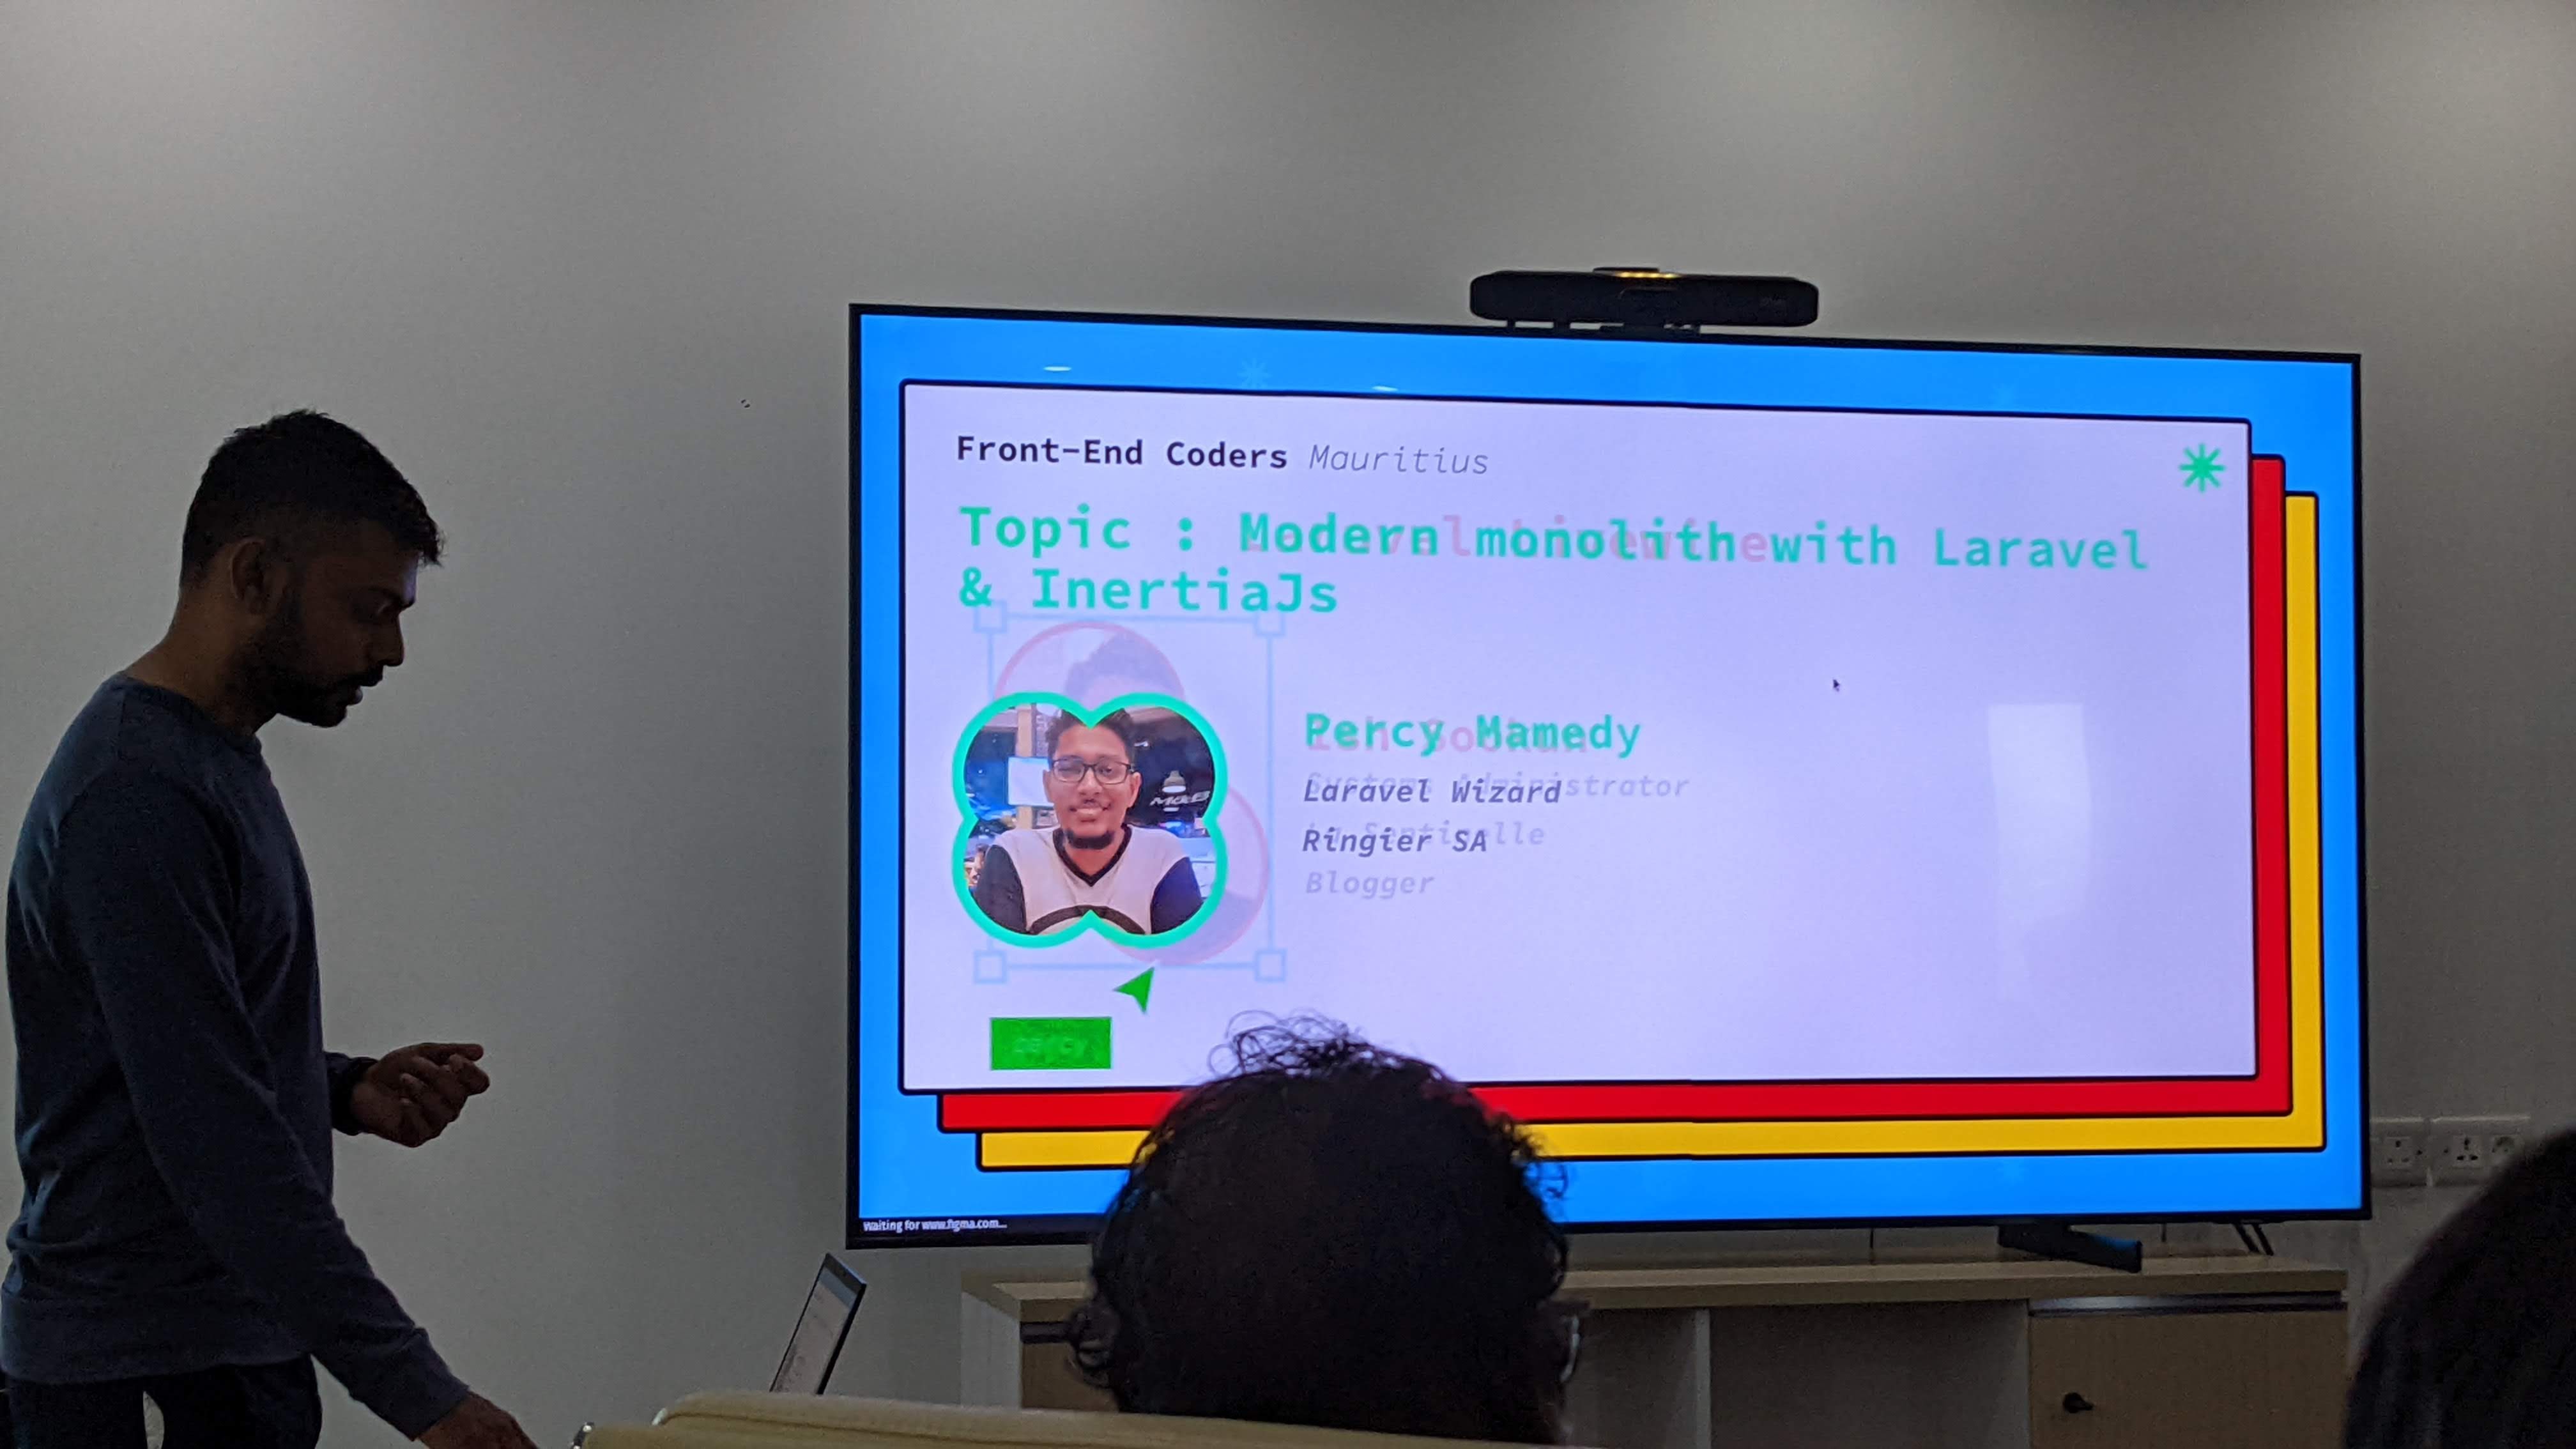 Front-End Coders Mauritius
Topic : Modern monolith with Laravel
& InertiaJs
Percy Mamedy
Laravel Wizard
Ringier SA
Blogger
Waiting for www.figma.com...